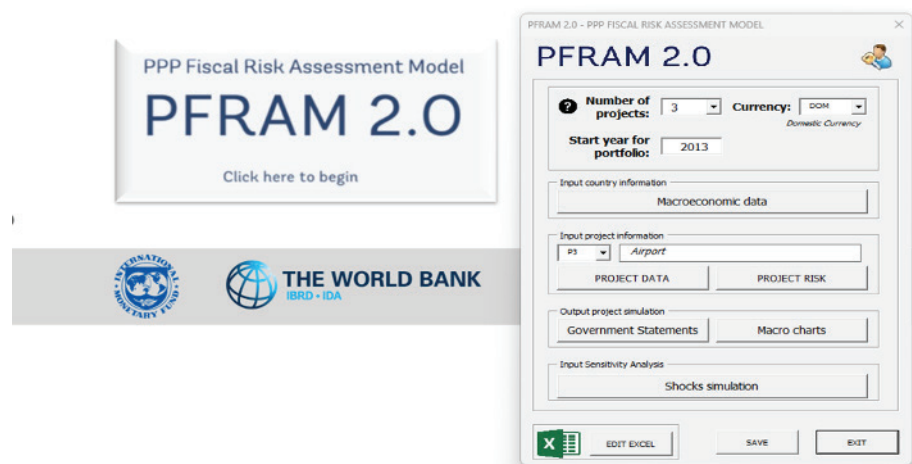 PPP Fiscal Risk Assessment Model
PFRAM 2.0
Click here to begin
INTERNATIONAL MONETARY FUND
THE WORLD BANK
IBRD • IDA
PFRAM 2.0 - PPP FISCAL RISK ASSESSMENT MODEL
PFRAM 2.0
? Number of projects: 3 Currency: DOM
Domestic Currency
Start year for portfolio: 2013
Input country information
Macroeconomic data
Input project information
P3 Airport
PROJECT DATA PROJECT RISK
Output project simulation
Government Statements Macro charts
Input Sensitivity Analysis
Shocks simulation
X EDIT EXCEL SAVE EXIT